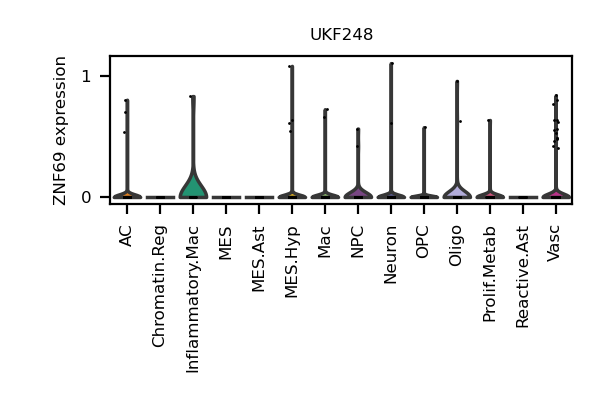 UKF248
ZNF69 expression
1
0
AC
Chromatin.Reg
Inflammatory.Mac
MES
MES.Ast
MES.Hyp
Mac
NPC
Neuron
OPC
Oligo
Prolif.Metab
Reactive.Ast
Vasc